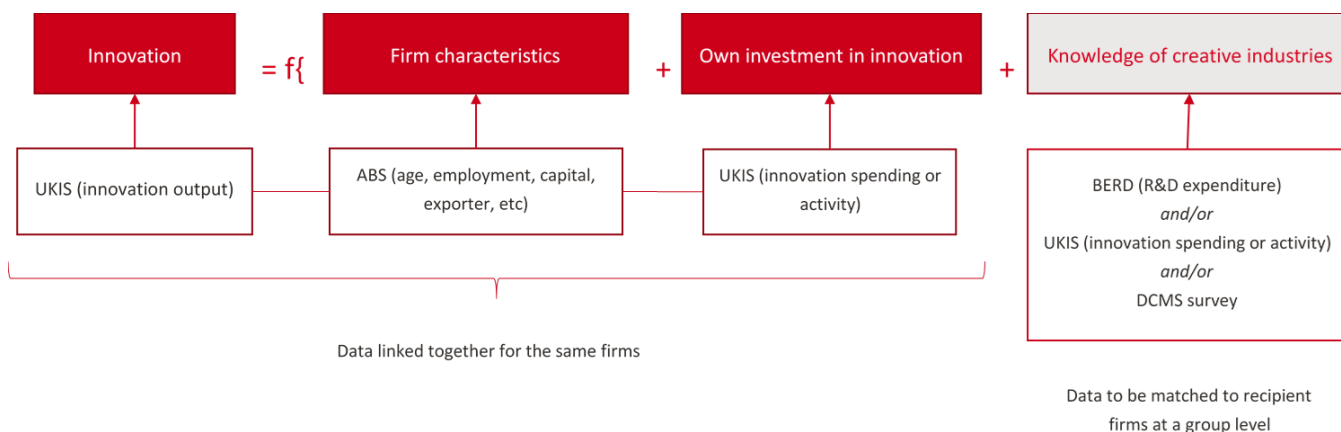 Innovation
= f{
Firm characteristics
+
Own investment in innovation
+
Knowledge of creative industries
UKIS (innovation output)
ABS (age, employment, capital,
exporter, etc)
UKIS (innovation spending or
activity)
BERD (R&D expenditure)
and/or
UKIS (innovation spending or activity)
and/or
DCMS survey
Data linked together for the same firms
Data to be matched to recipient
firms at a group level